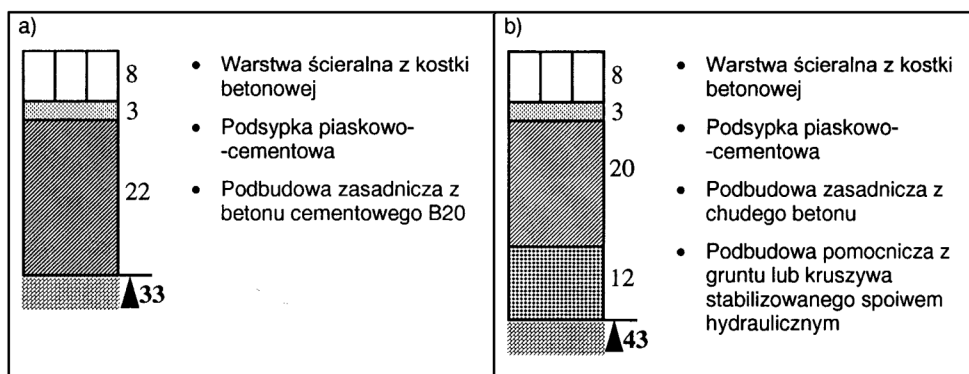 a)
8
3
22
33
• Warstwa ścieralna z kostki
betonowej
• Podsypka piaskowo-
-cementowa
• Podbudowa zasadnicza z
betonu cementowego B20
b)
8
3
20
12
43
• Warstwa ścieralna z kostki
betonowej
• Podsypka piaskowo-
-cementowa
• Podbudowa zasadnicza z
chudego betonu
• Podbudowa pomocnicza z
gruntu lub kruszywa
stabilizowanego spoiwem
hydraulicznym